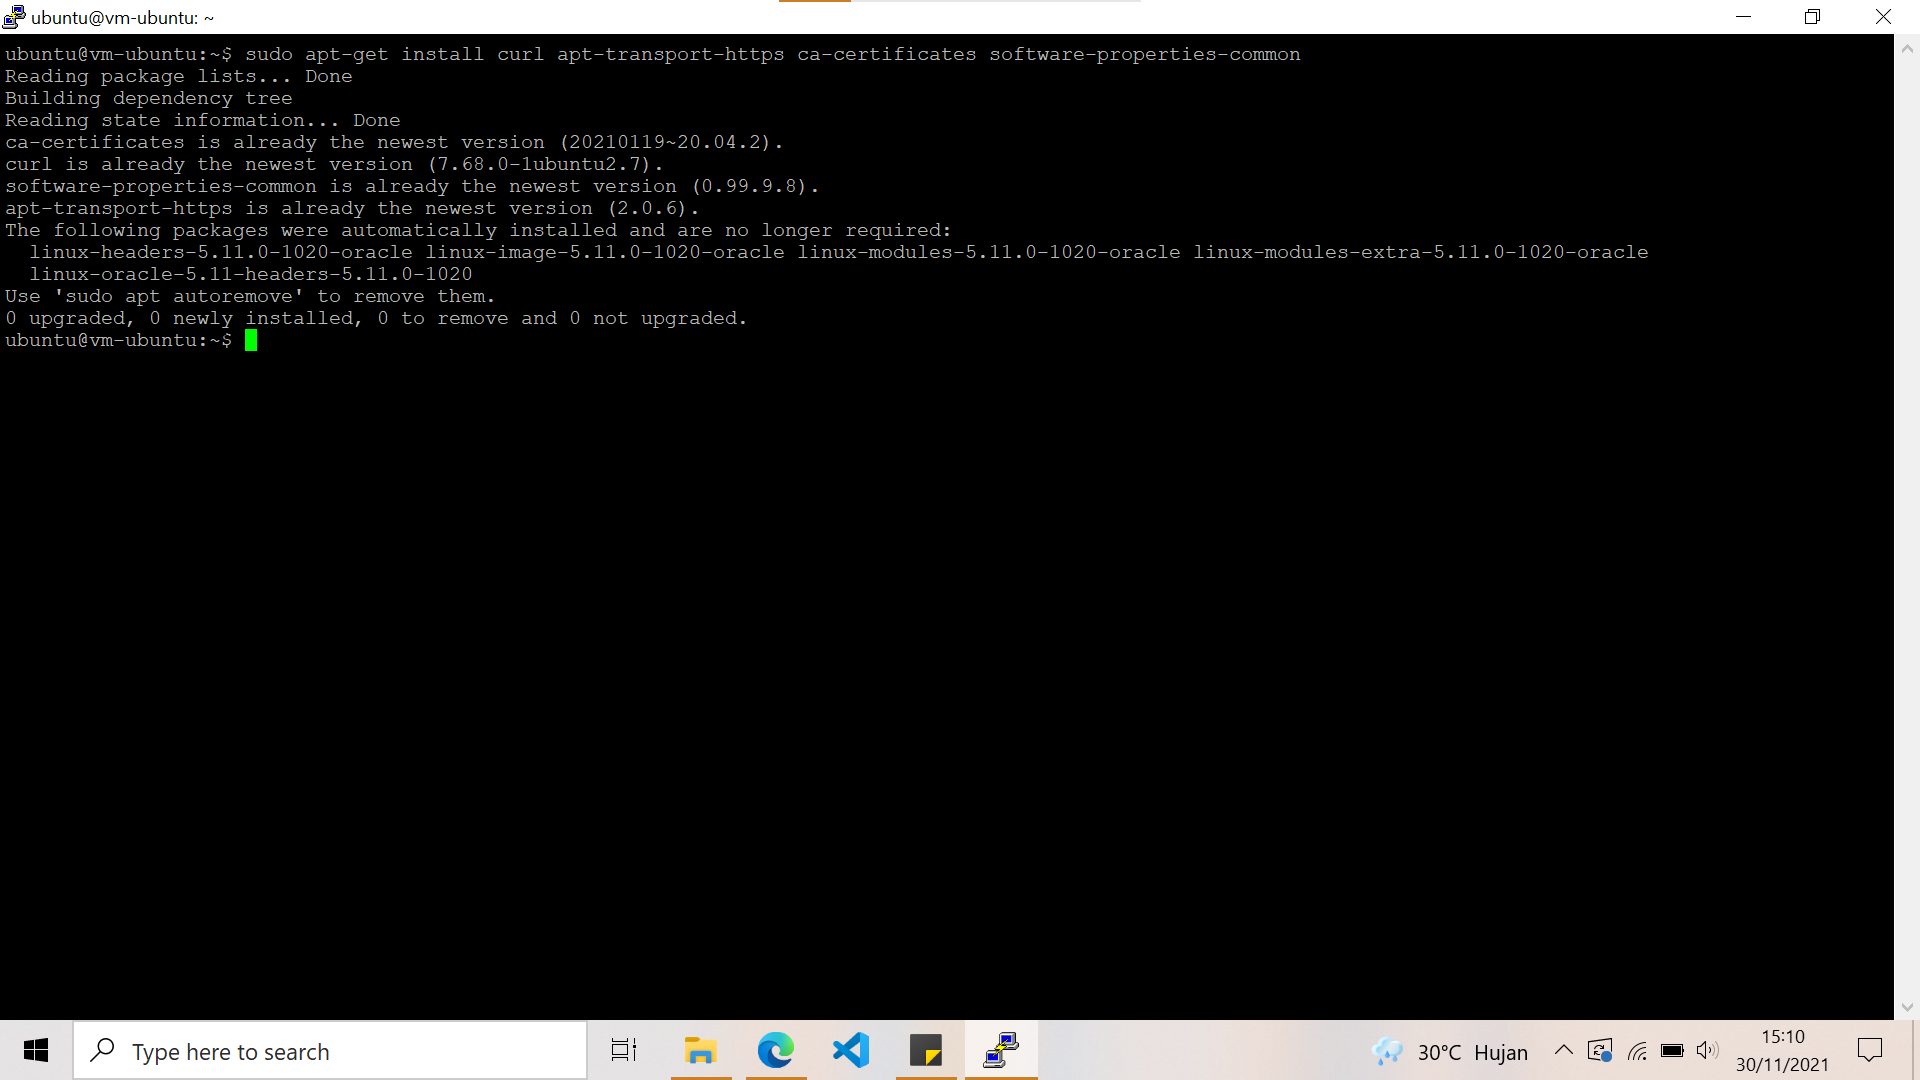 ubuntu@vm-ubuntu: ~
ubuntu@vm-ubuntu:~$ sudo apt-get install curl apt-transport-https ca-certificates software-properties-common
Reading package lists... Done
Building dependency tree
Reading state information... Done
ca-certificates is already the newest version (20210119~20.04.2).
curl is already the newest version (7.68.0-1ubuntu2.7).
software-properties-common is already the newest version (0.99.9.8).
apt-transport-https is already the newest version (2.0.6).
The following packages were automatically installed and are no longer required:
  linux-headers-5.11.0-1020-oracle linux-image-5.11.0-1020-oracle linux-modules-5.11.0-1020-oracle linux-modules-extra-5.11.0-1020-oracle
  linux-oracle-5.11-headers-5.11.0-1020
Use 'sudo apt autoremove' to remove them.
0 upgraded, 0 newly installed, 0 to remove and 0 not upgraded.
ubuntu@vm-ubuntu:~$
Type here to search
30°C Hujan
15:10
30/11/2021